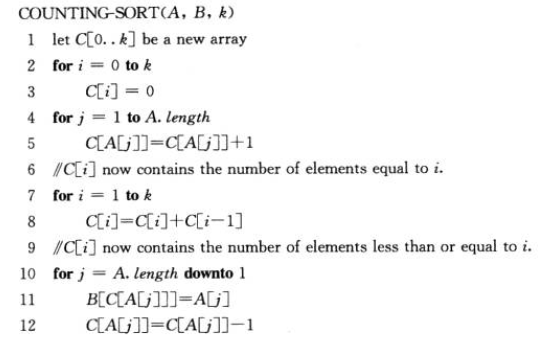 COUNTING-SORT(A, B, k)
1 let C[0..k] be a new array
2 for i = 0 to k
3 C[i] = 0
4 for j = 1 to A. length
5 C[A[j]]=C[A[j]]+1
6 //C[i] now contains the number of elements equal to i.
7 for i = 1 to k
8 C[i]=C[i]+C[i-1]
9 //C[i] now contains the number of elements less than or equal to i.
10 for j = A. length downto 1
11 B[C[A[j]]]=A[j]
12 C[A[j]]=C[A[j]]-1